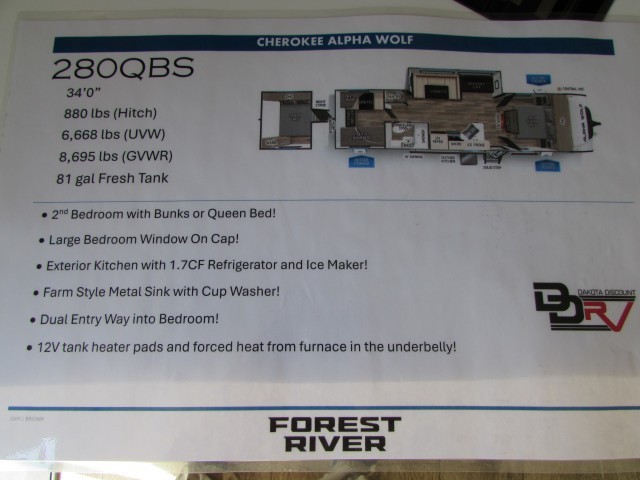 CHEROKEE ALPHA WOLF
280QBS
34'0"
880 lbs (Hitch)
6,668 lbs (UVW)
8,695 lbs (GVWR)
81 gal Fresh Tank
ALPHA WOLF
• 2nd Bedroom with Bunks or Queen Bed!
• Large Bedroom Window On Cap!
• Exterior Kitchen with 1.7CF Refrigerator and Ice Maker!
• Farm Style Metal Sink with Cup Washer!
• Dual Entry Way into Bedroom!
• 12V tank heater pads and forced heat from furnace in the underbelly!
DAKOTA DISCOUNT
DDRV
FOREST
RIVER